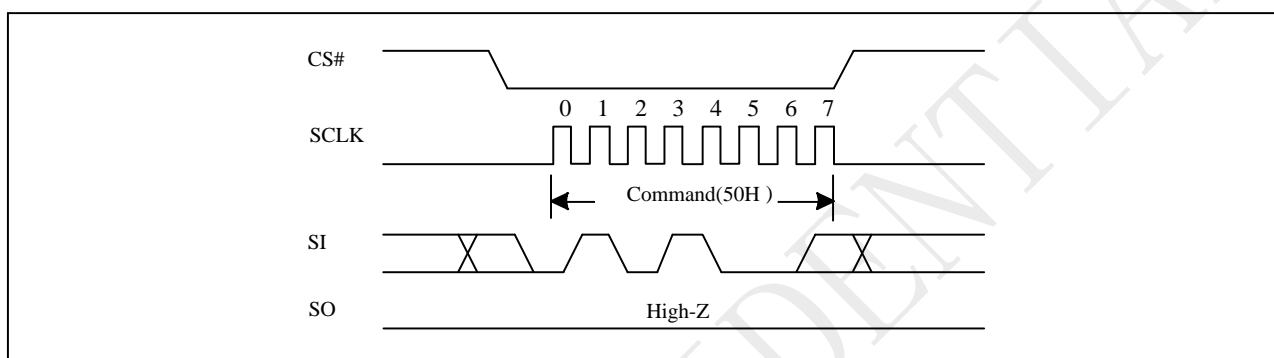 CS#
0 1 2 3 4 5 6 7
SCLK
Command(50H )
SI
SO High-Z